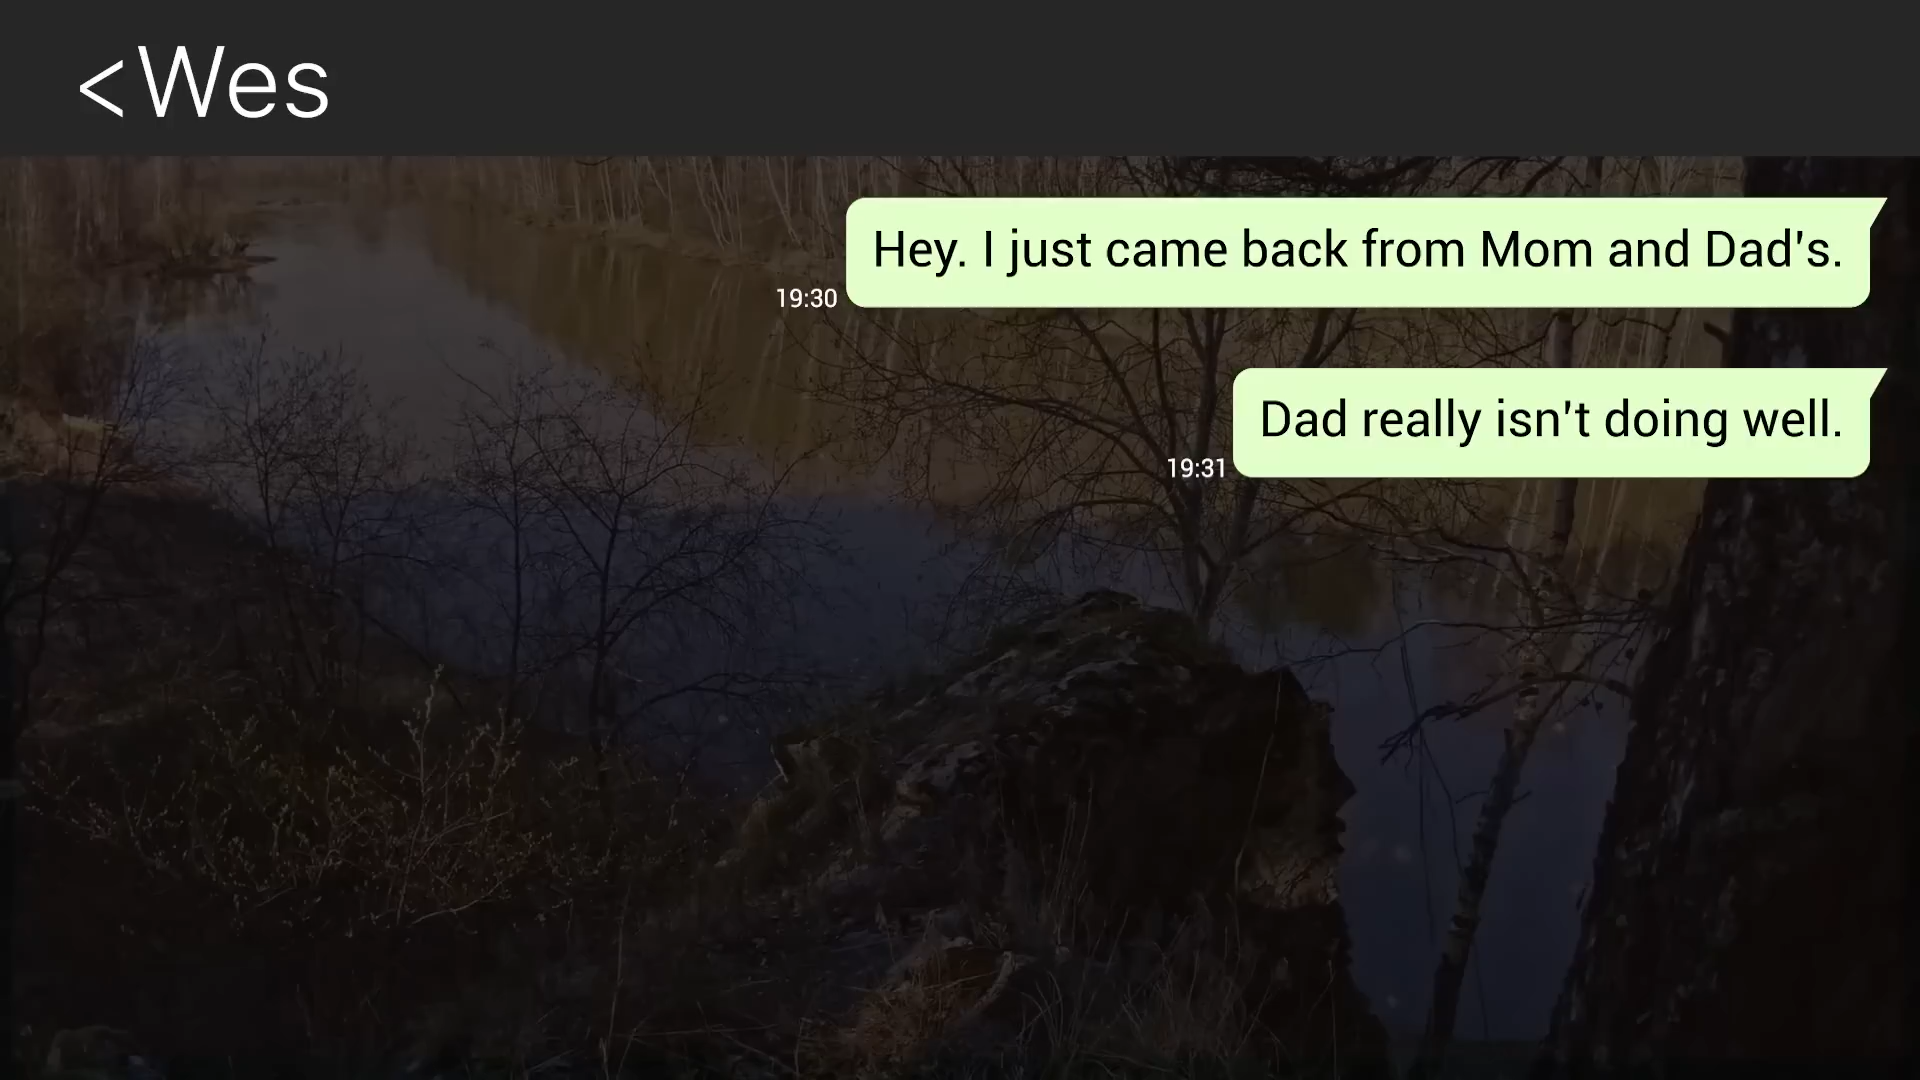 <Wes
Hey. I just came back from Mom and Dad's.
19:30
Dad really isn't doing well.
19:31